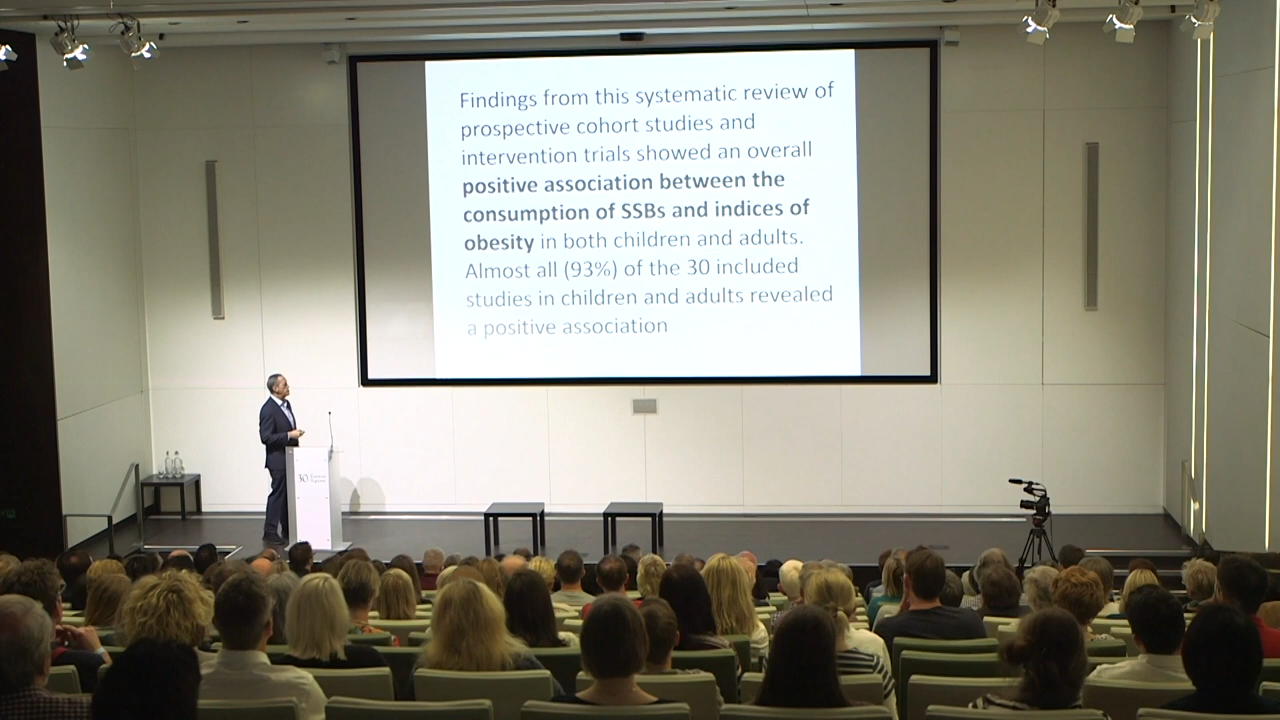 Findings from this systematic review of
prospective cohort studies and
intervention trials showed an overall
positive association between the
consumption of SSBs and indices of
obesity in both children and adults.
Almost all (93%) of the 30 included
studies in children and adults revealed
a positive association
30